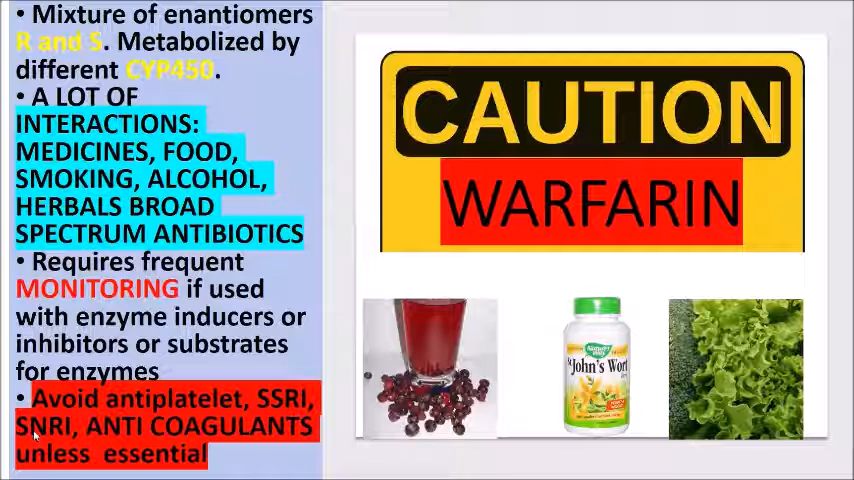 • Mixture of enantiomers
R and S. Metabolized by
different CYP450.
• A LOT OF
INTERACTIONS:
MEDICINES, FOOD,
SMOKING, ALCOHOL,
HERBALS BROAD
SPECTRUM ANTIBIOTICS
• Requires frequent
MONITORING if used
with enzyme inducers or
inhibitors or substrates
for enzymes
• Avoid antiplatelet, SSRI,
SNRI, ANTI COAGULANTS
unless essential
CAUTION
WARFARIN
Nature's
Way
St John's Wort